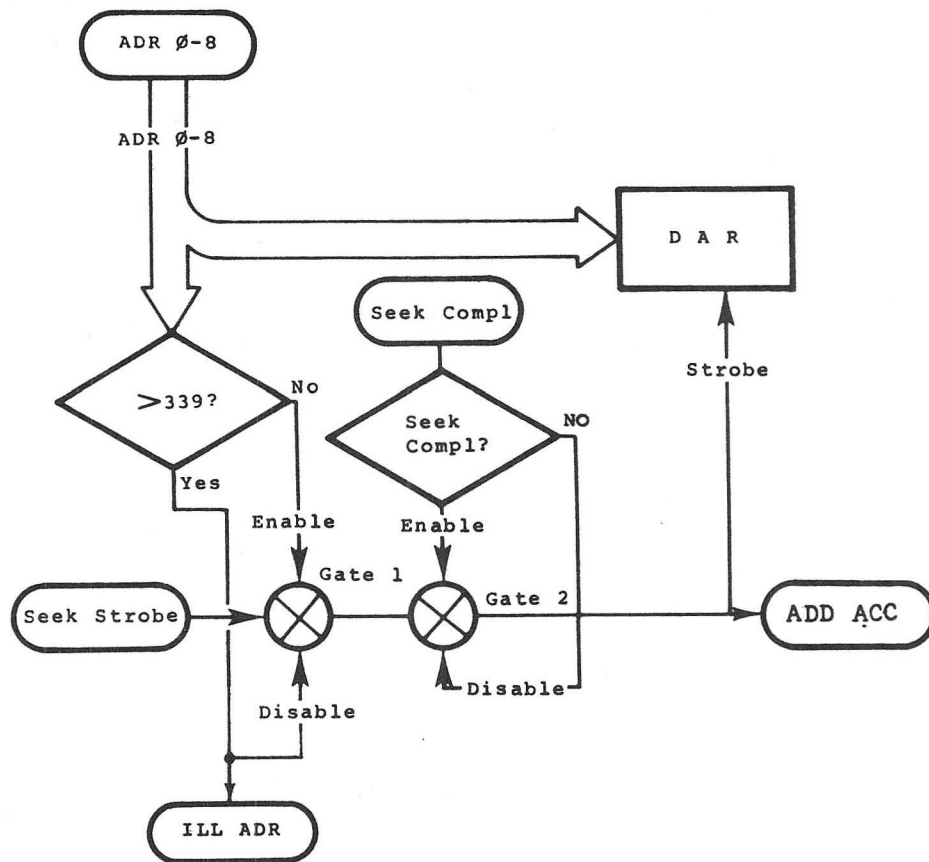 ADR Ø-8
ADR Ø-8
D A R
Seek Compl
Strobe
>339?
No
Seek
Compl?
NO
Yes
Enable
Enable
Gate 1
Gate 2
Seek Strobe
ADD ACC
Disable
Disable
ILL ADR